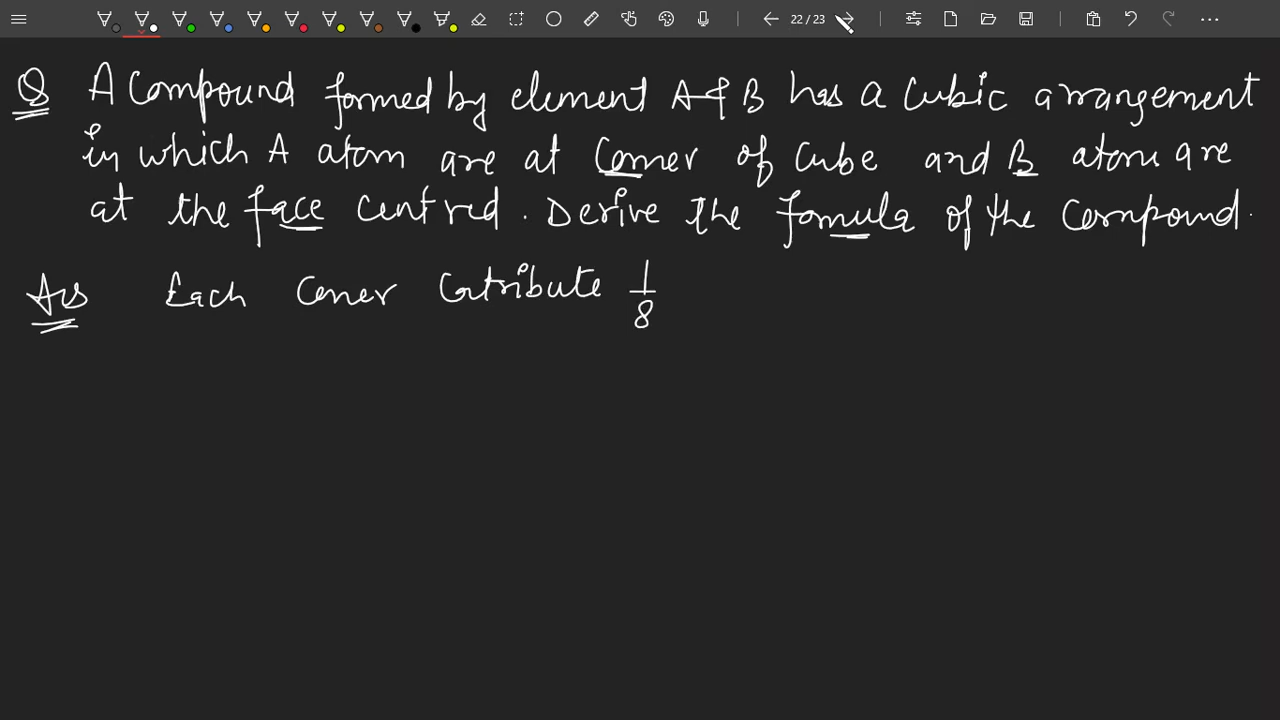 22 / 23
Q A Compound formed by element A & B has a Cubic arrangement
in which A atom are at Corner of Cube and B atom are
at the face centred. Derive the formula of the Compound.
Ans Each Corner Contribute 1/8